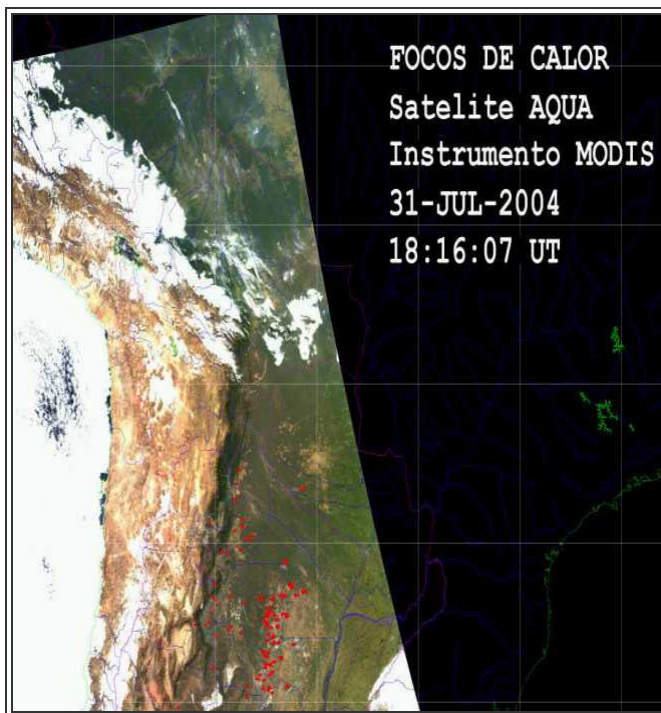 FOCOS DE CALOR
Satelite AQUA
Instrumento MODIS
31-JUL-2004
18:16:07 UT